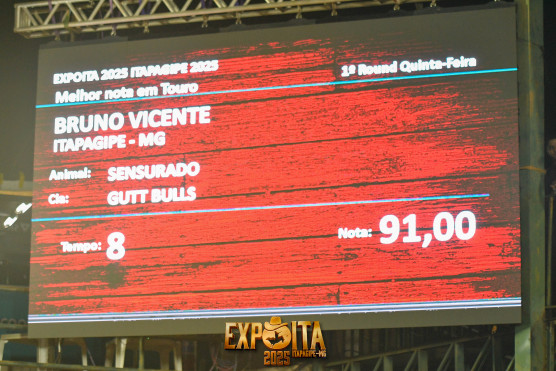 EXPOITA 2025 ITAPAGIPE 2025
1º Round Quinta-Feira
Melhor nota em Touro
BRUNO VICENTE
ITAPAGIPE - MG
Animal: SENSURADO
Cia: GUTT BULLS
Tempo: 8
Nota: 91,00
EXPOITA
2025 ITAPAGIPE-MG